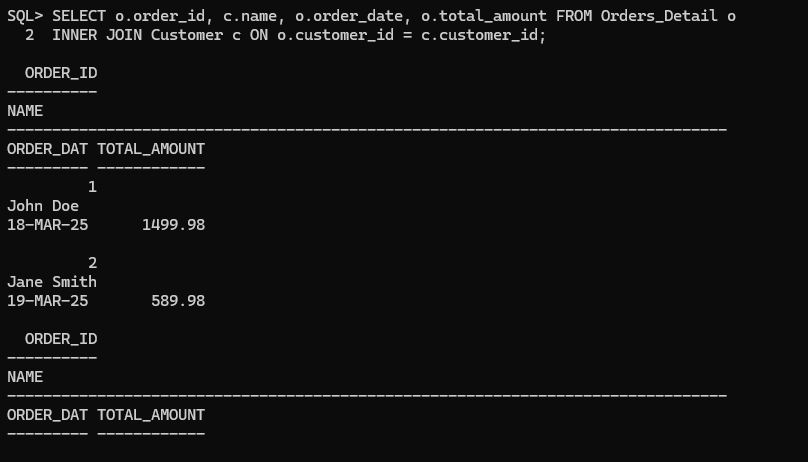 SQL> SELECT o.order_id, c.name, o.order_date, o.total_amount FROM Orders_Detail o
  2  INNER JOIN Customer c ON o.customer_id = c.customer_id;

  ORDER_ID
----------
NAME
--------------------------------------------------------------------------------
ORDER_DAT TOTAL_AMOUNT
--------- ------------
         1
John Doe
18-MAR-25      1499.98

         2
Jane Smith
19-MAR-25       589.98

  ORDER_ID
----------
NAME
--------------------------------------------------------------------------------
ORDER_DAT TOTAL_AMOUNT
--------- ------------